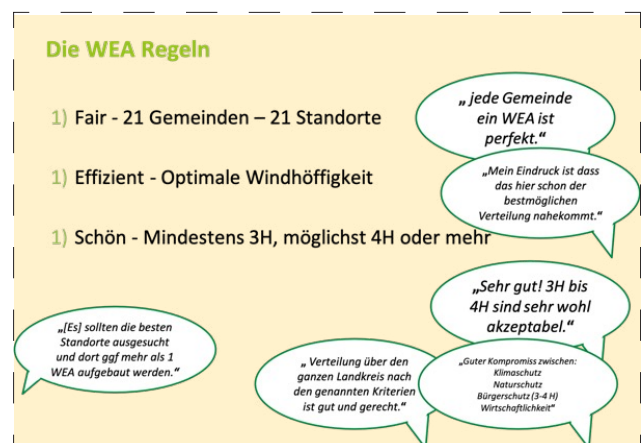 Die WEA Regeln
1) Fair - 21 Gemeinden – 21 Standorte
1) Effizient - Optimale Windhöffigkeit
1) Schön - Mindestens 3H, möglichst 4H oder mehr
„ jede Gemeinde
ein WEA ist
perfekt.“
„Mein Eindruck ist dass
das hier schon der
bestmöglichen
Verteilung nahekommt.“
„Sehr gut! 3H bis
4H sind sehr wohl
akzeptabel.“
„[Es] sollten die besten
Standorte ausgesucht
und dort ggf mehr als 1
WEA aufgebaut werden.“
„ Verteilung über den
ganzen Landkreis nach
den genannten Kriterien
ist gut und gerecht.“
„Guter Kompromiss zwischen:
Klimaschutz
Naturschutz
Bürgerschutz (3-4 H)
Wirtschaftlichkeit“